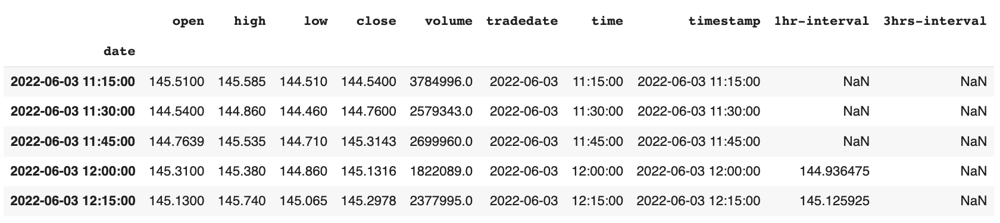 open high low close volume tradedate time timestamp 1hr-interval 3hrs-interval
date
2022-06-03 11:15:00 145.5100 145.585 144.510 144.5400 3784996.0 2022-06-03 11:15:00 2022-06-03 11:15:00 NaN NaN
2022-06-03 11:30:00 144.5400 144.860 144.460 144.7600 2579343.0 2022-06-03 11:30:00 2022-06-03 11:30:00 NaN NaN
2022-06-03 11:45:00 144.7639 145.535 144.710 145.3143 2699960.0 2022-06-03 11:45:00 2022-06-03 11:45:00 NaN NaN
2022-06-03 12:00:00 145.3100 145.380 144.860 145.1316 1822089.0 2022-06-03 12:00:00 2022-06-03 12:00:00 144.936475 NaN
2022-06-03 12:15:00 145.1300 145.740 145.065 145.2978 2377995.0 2022-06-03 12:15:00 2022-06-03 12:15:00 145.125925 NaN